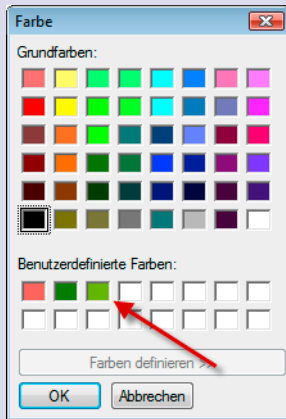 Farbe
Grundfarben:
Benutzerdefinierte Farben:
Farben definieren >>
OK Abbrechen